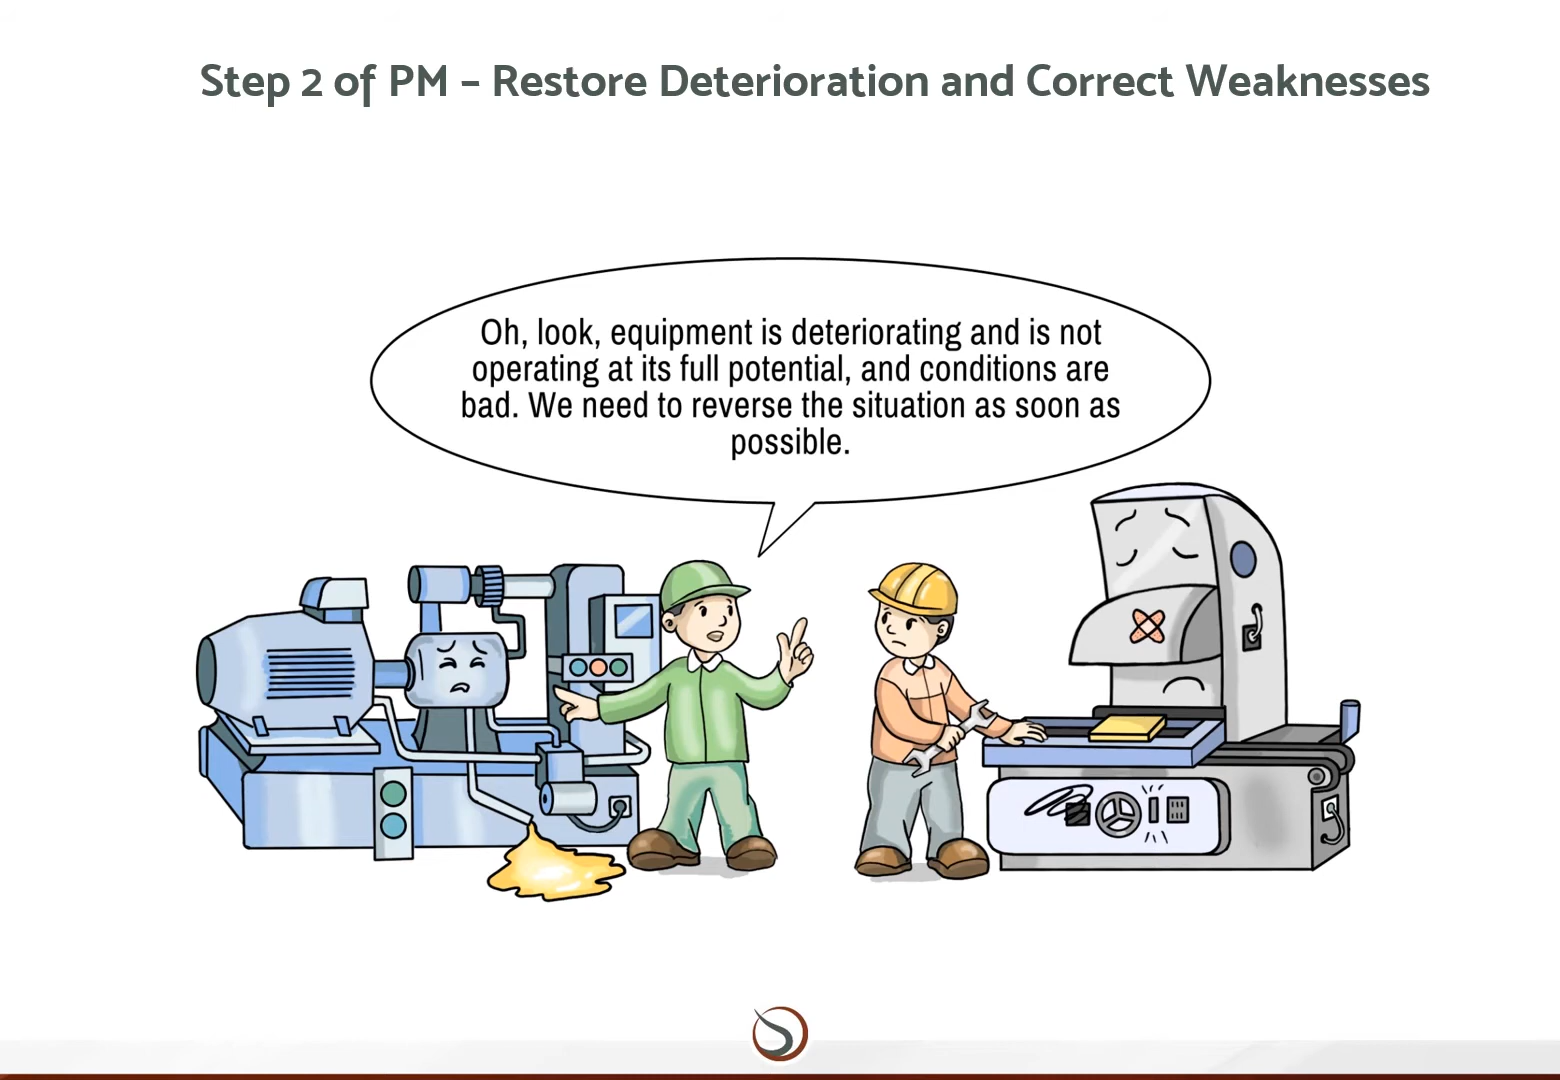 Step 2 of PM – Restore Deterioration and Correct Weaknesses
Oh, look, equipment is deteriorating and is not
operating at its full potential, and conditions are
bad. We need to reverse the situation as soon as
possible.